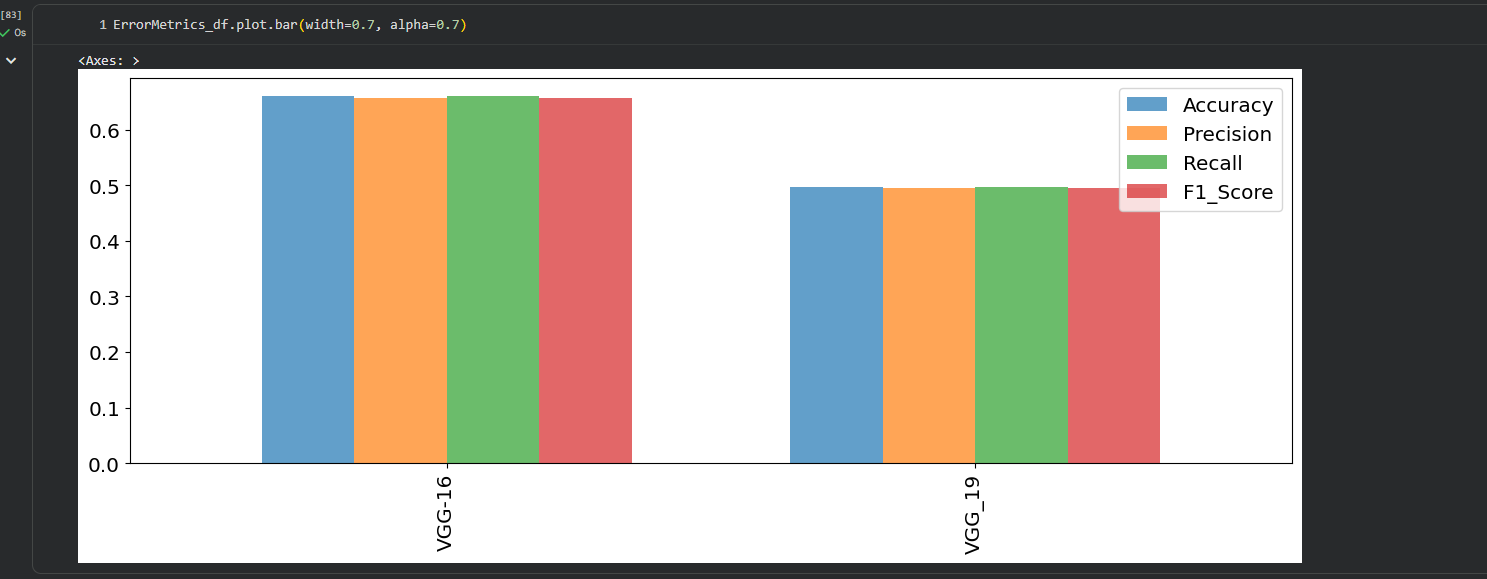 [83]
0s
1 ErrorMetrics_df.plot.bar(width=0.7, alpha=0.7)
<Axes: >
Accuracy
Precision
Recall
F1_Score
0.6
0.5
0.4
0.3
0.2
0.1
0.0
VGG-16
VGG_19